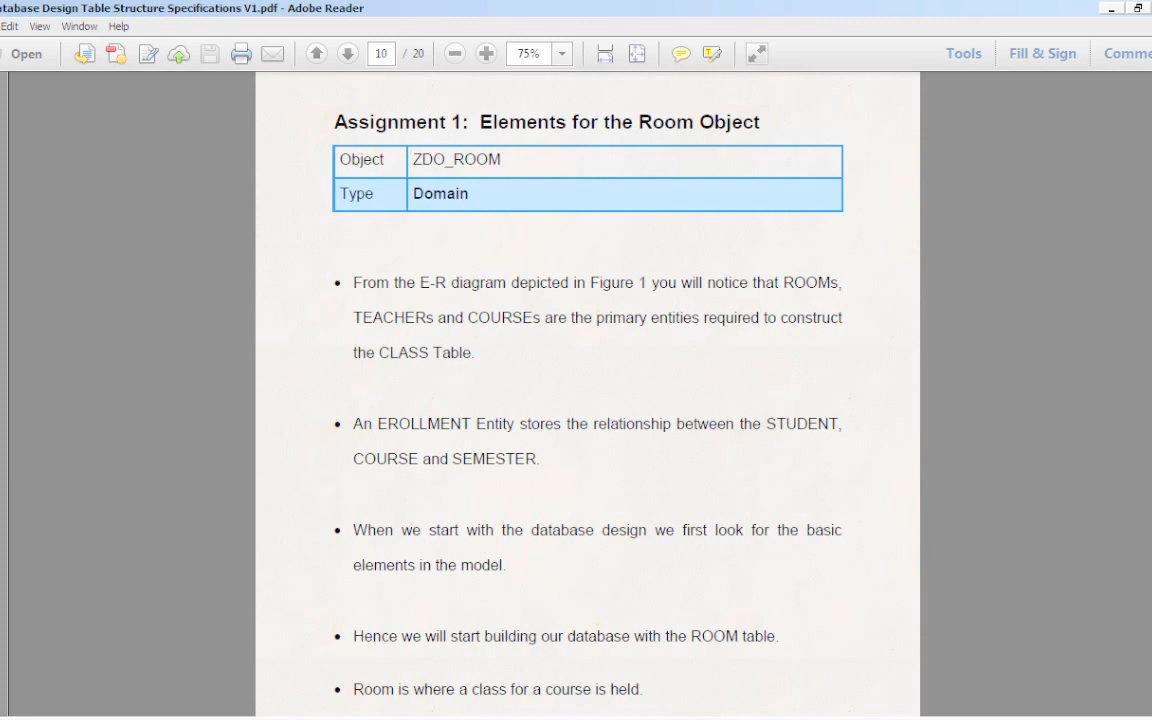 atabase Design Table Structure Specifications V1.pdf - Adobe Reader
Edit View Window Help
Open 10 / 20 75% Tools Fill & Sign Comme
Assignment 1: Elements for the Room Object
Object ZDO_ROOM
Type Domain
• From the E-R diagram depicted in Figure 1 you will notice that ROOMs,
TEACHERs and COURSEs are the primary entities required to construct
the CLASS Table.
• An EROLLMENT Entity stores the relationship between the STUDENT,
COURSE and SEMESTER.
• When we start with the database design we first look for the basic
elements in the model.
• Hence we will start building our database with the ROOM table.
• Room is where a class for a course is held.